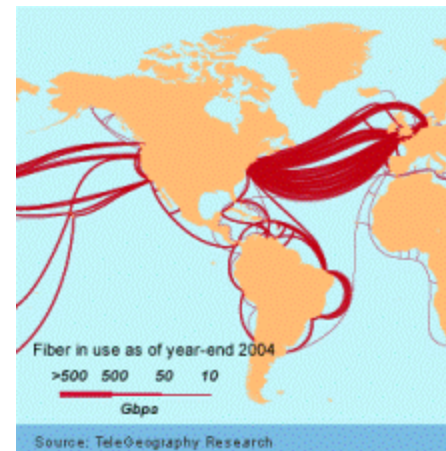 Fiber in use as of year-end 2004
>500 500 50 10
Gbps
Source: TeleGeography Research